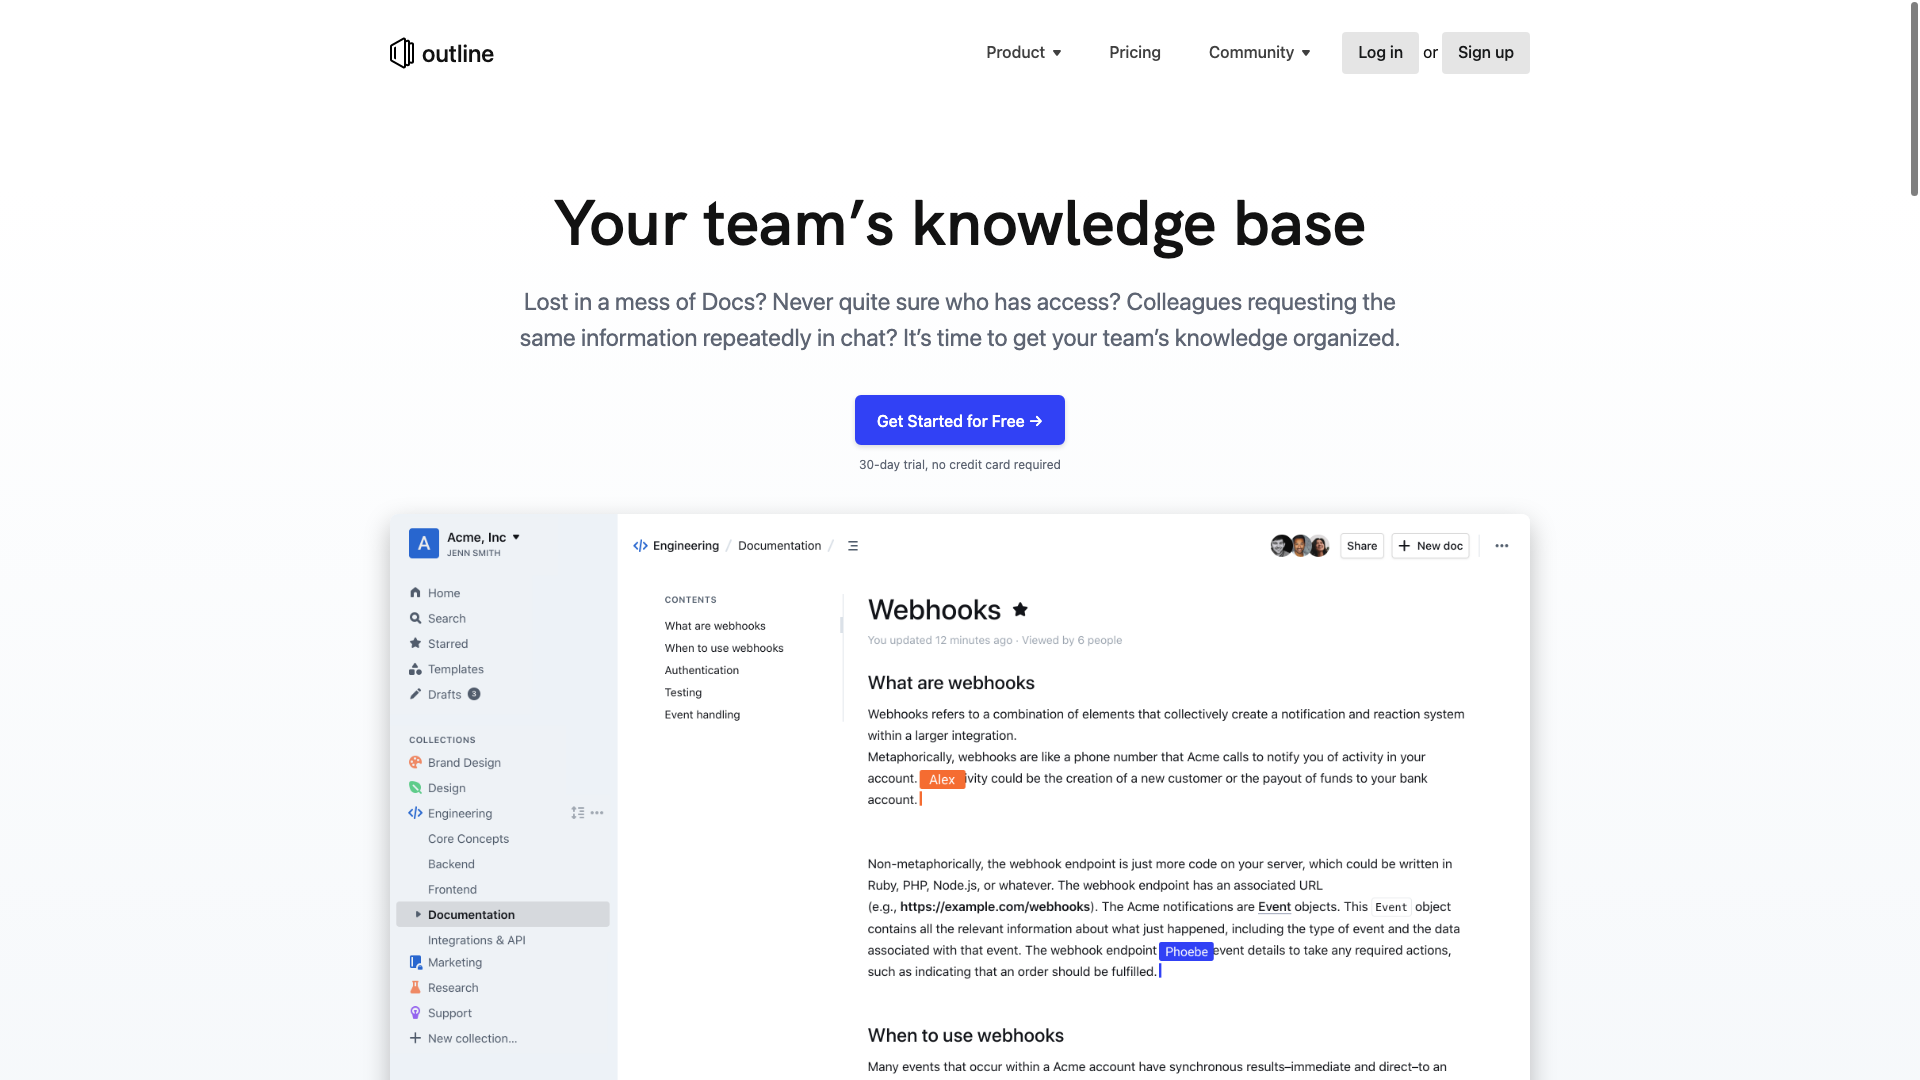 outline
Product
Pricing
Community
Log in or Sign up
Your team’s knowledge base
Lost in a mess of Docs? Never quite sure who has access? Colleagues requesting the
same information repeatedly in chat? It’s time to get your team’s knowledge organized.
Get Started for Free →
30-day trial, no credit card required
A
Acme, Inc
JENN SMITH
Home
Search
Starred
Templates
Drafts 3
COLLECTIONS
Brand Design
Design
Engineering
Core Concepts
Backend
Frontend
Documentation
Integrations & API
Marketing
Research
Support
New collection...
Engineering / Documentation /
Share
New doc
CONTENTS
What are webhooks
When to use webhooks
Authentication
Testing
Event handling
Webhooks
You updated 12 minutes ago · Viewed by 6 people
What are webhooks
Webhooks refers to a combination of elements that collectively create a notification and reaction system
within a larger integration.
Metaphorically, webhooks are like a phone number that Acme calls to notify you of activity in your
account. Alex ivity could be the creation of a new customer or the payout of funds to your bank
account.
Non-metaphorically, the webhook endpoint is just more code on your server, which could be written in
Ruby, PHP, Node.js, or whatever. The webhook endpoint has an associated URL
(e.g., https://example.com/webhooks). The Acme notifications are Event objects. This Event object
contains all the relevant information about what just happened, including the type of event and the data
associated with that event. The webhook endpoint Phoebe event details to take any required actions,
such as indicating that an order should be fulfilled.
When to use webhooks
Many events that occur within a Acme account have synchronous results–immediate and direct–to an